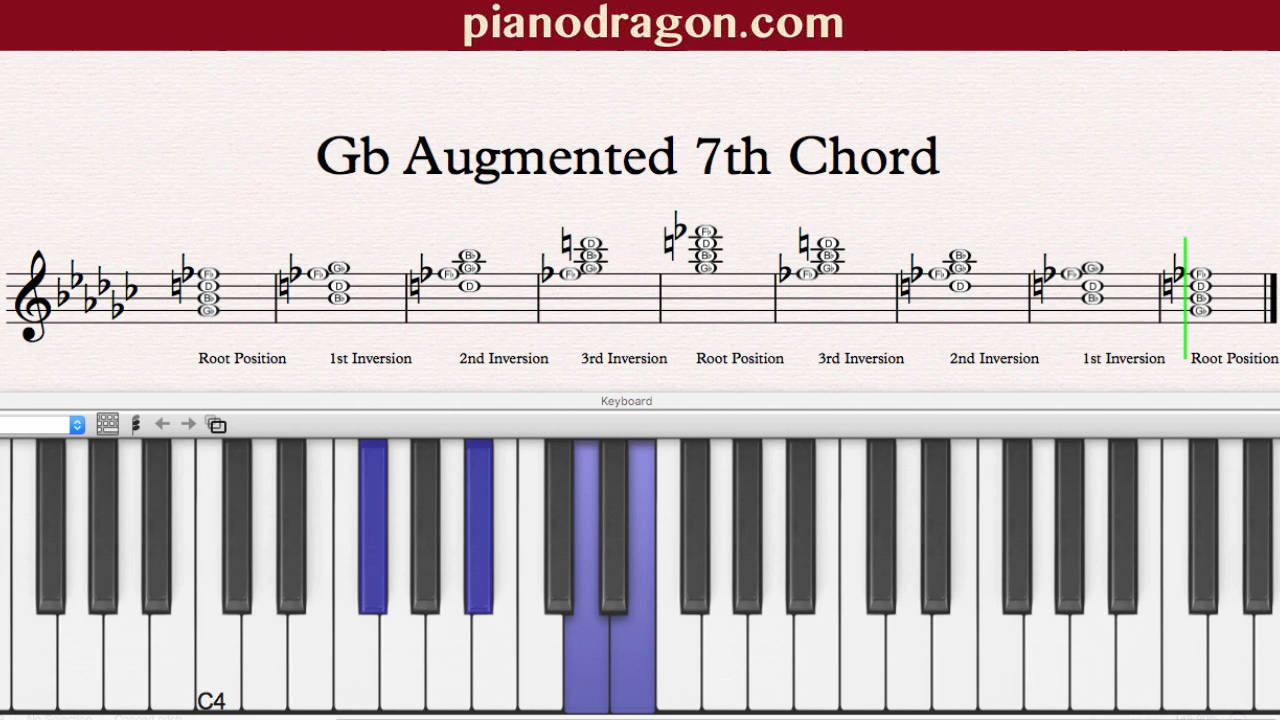 pianodragon.com
Gb Augmented 7th Chord
F♭ F♭ G♭ B♭ D F♭ D B♭ G♭ F♭
D D G♭ B♭ D B♭ G♭ D D
B♭ B♭ D G♭ B♭ G♭ D B♭ B♭
G♭ F♭ F♭ F♭ G♭ F♭ F♭ F♭ G♭
Root Position 1st Inversion 2nd Inversion 3rd Inversion Root Position 3rd Inversion 2nd Inversion 1st Inversion Root Position
Keyboard
C4